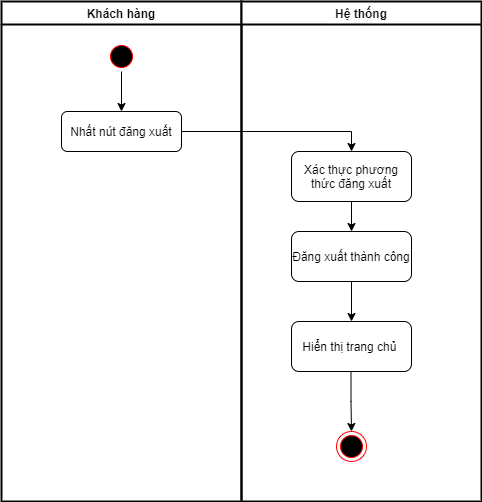 Khách hàng
Hệ thống
Nhất nút đăng xuất
Xác thực phương
thức đăng xuất
Đăng xuất thành công
Hiển thị trang chủ